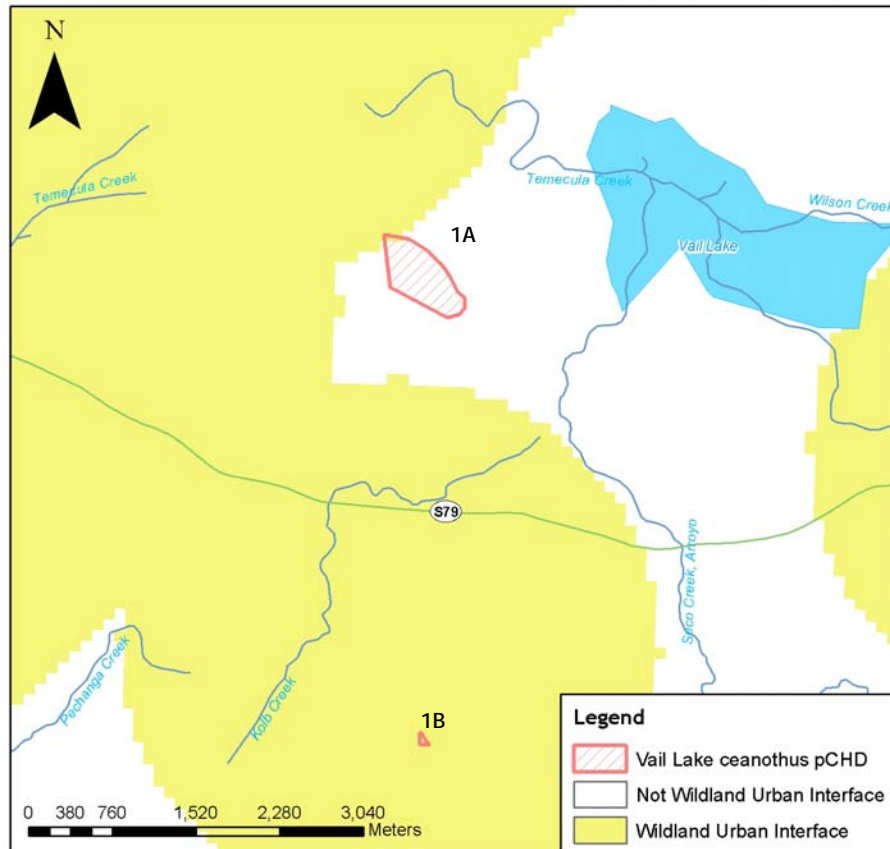 N
Temecula Creek
Temecula Creek
Wilson Creek
1A
Vail Lake
S79
Soco Creek, Arroyo
Pechanga Creek
Kolb Creek
1B
Legend
Vail Lake ceanothus pCHD
Not Wildland Urban Interface
Wildland Urban Interface
0 380 760 1,520 2,280 3,040
Meters